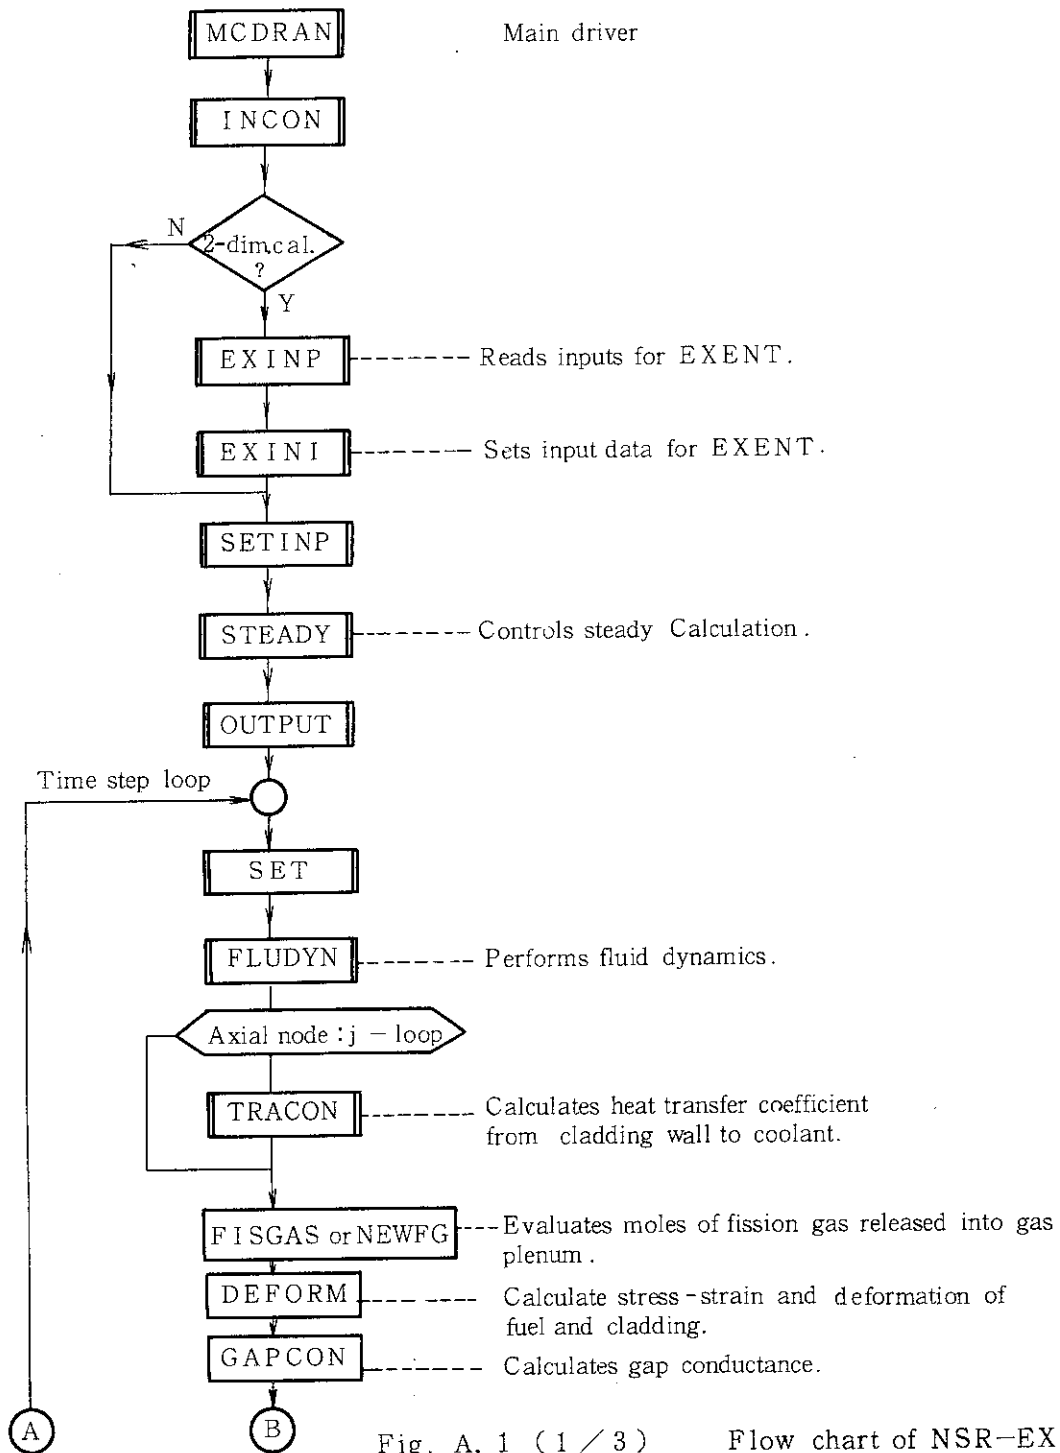 MCDRAN Main driver
INCON
N
2-dim.cal.
?
Y
EXINP Reads inputs for EXENT.
EXINI Sets input data for EXENT.
SETINP
STEADY Controls steady Calculation.
OUTPUT
Time step loop
SET
FLUDYN Performs fluid dynamics.
Axial node : j - loop
TRACON Calculates heat transfer coefficient
from cladding wall to coolant.
FISGAS or NEWFG Evaluates moles of fission gas released into gas
plenum.
DEFORM Calculate stress-strain and deformation of
fuel and cladding.
GAPCON Calculates gap conductance.
A B
Fig. A. 1 ( 1 / 3 ) Flow chart of NSR-EX